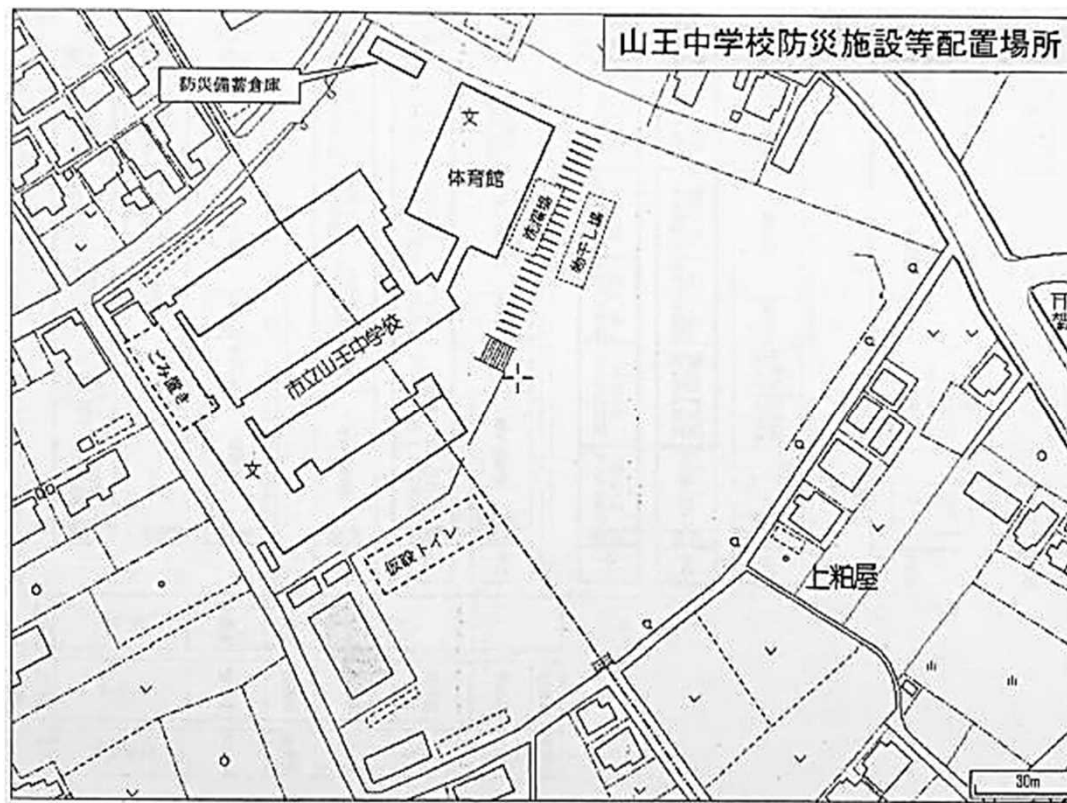 山王中学校防災施設等配置場所
防災備蓄倉庫
文
体育館
洗濯場
物干し場
市立山王中学校
ごみ置き
文
仮設トイレ
上粕屋
30m